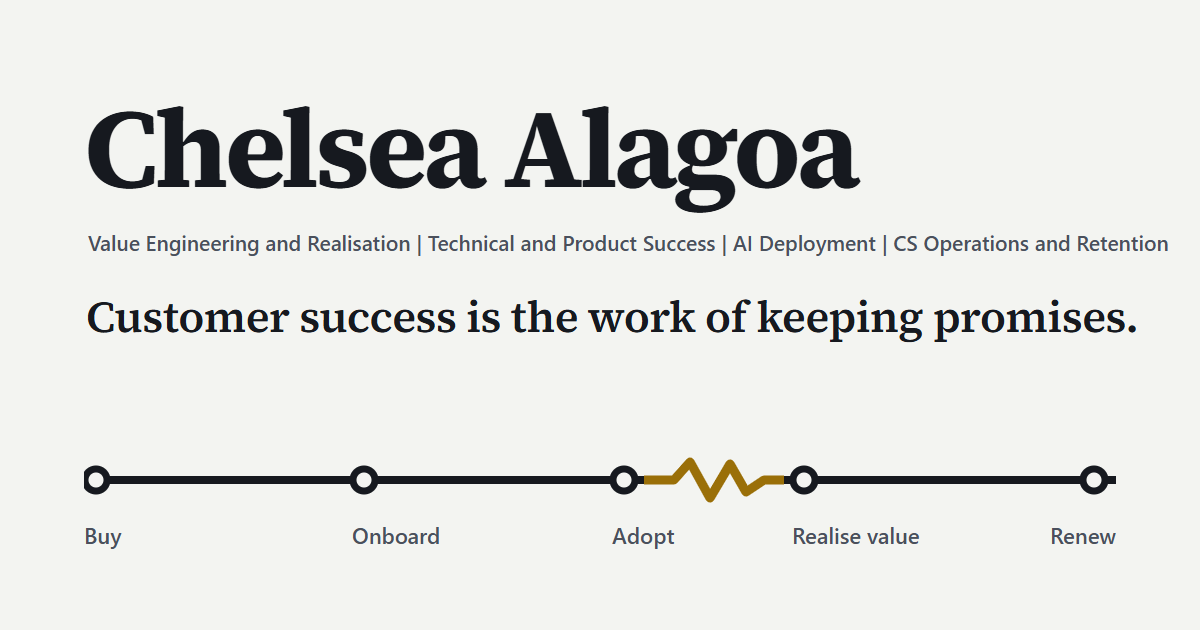 Chelsea Alagoa
Value Engineering and Realisation | Technical and Product Success | AI Deployment | CS Operations and Retention
Customer success is the work of keeping promises.
Buy
Onboard
Adopt
Realise value
Renew